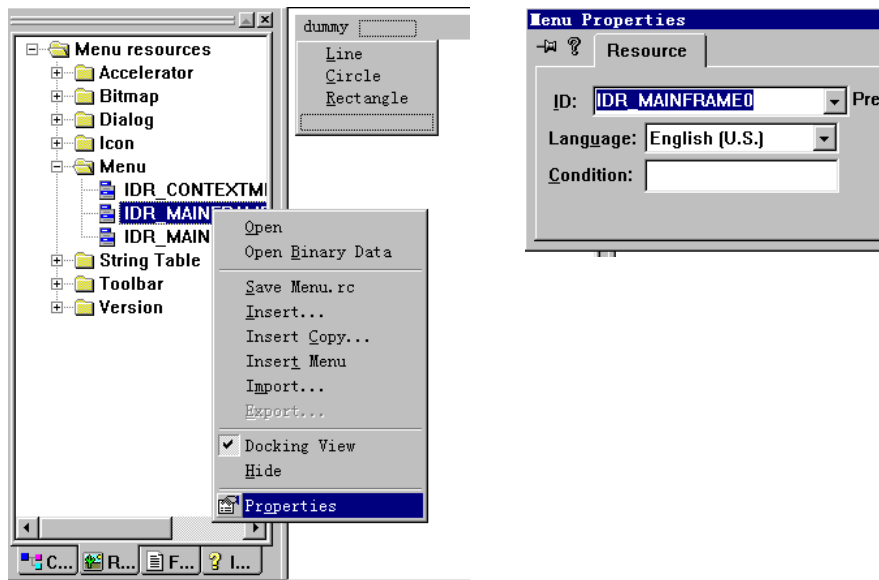 Menu resources
Accelerator
Bitmap
Dialog
Icon
Menu
IDR_CONTEXTM
IDR_MAINFRAME
IDR_MAIN
String Table
Toolbar
Version
C...
R...
F...
I...
dummy
Line
Circle
Rectangle
Open
Open Binary Data
Save Menu.rc
Insert...
Insert Copy...
Insert Menu
Import...
Export...
Docking View
Hide
Properties
Menu Properties
Resource
ID: IDR_MAINFRAME0 Pre
Language: English (U.S.)
Condition: